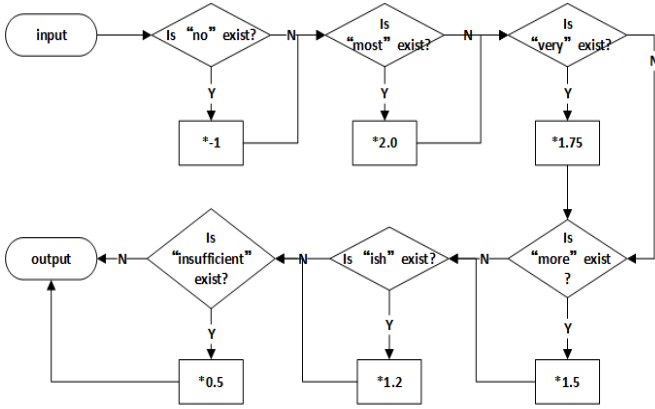 input
Is “no” exist?
N
Is
“most” exist?
N
Is
“very” exist?
N
Y
Y
Y
*-1
*2.0
*1.75
output
N
Is
“insufficient”
exist?
N
Is “ish” exist?
N
Is
“more” exist
?
Y
Y
Y
*0.5
*1.2
*1.5